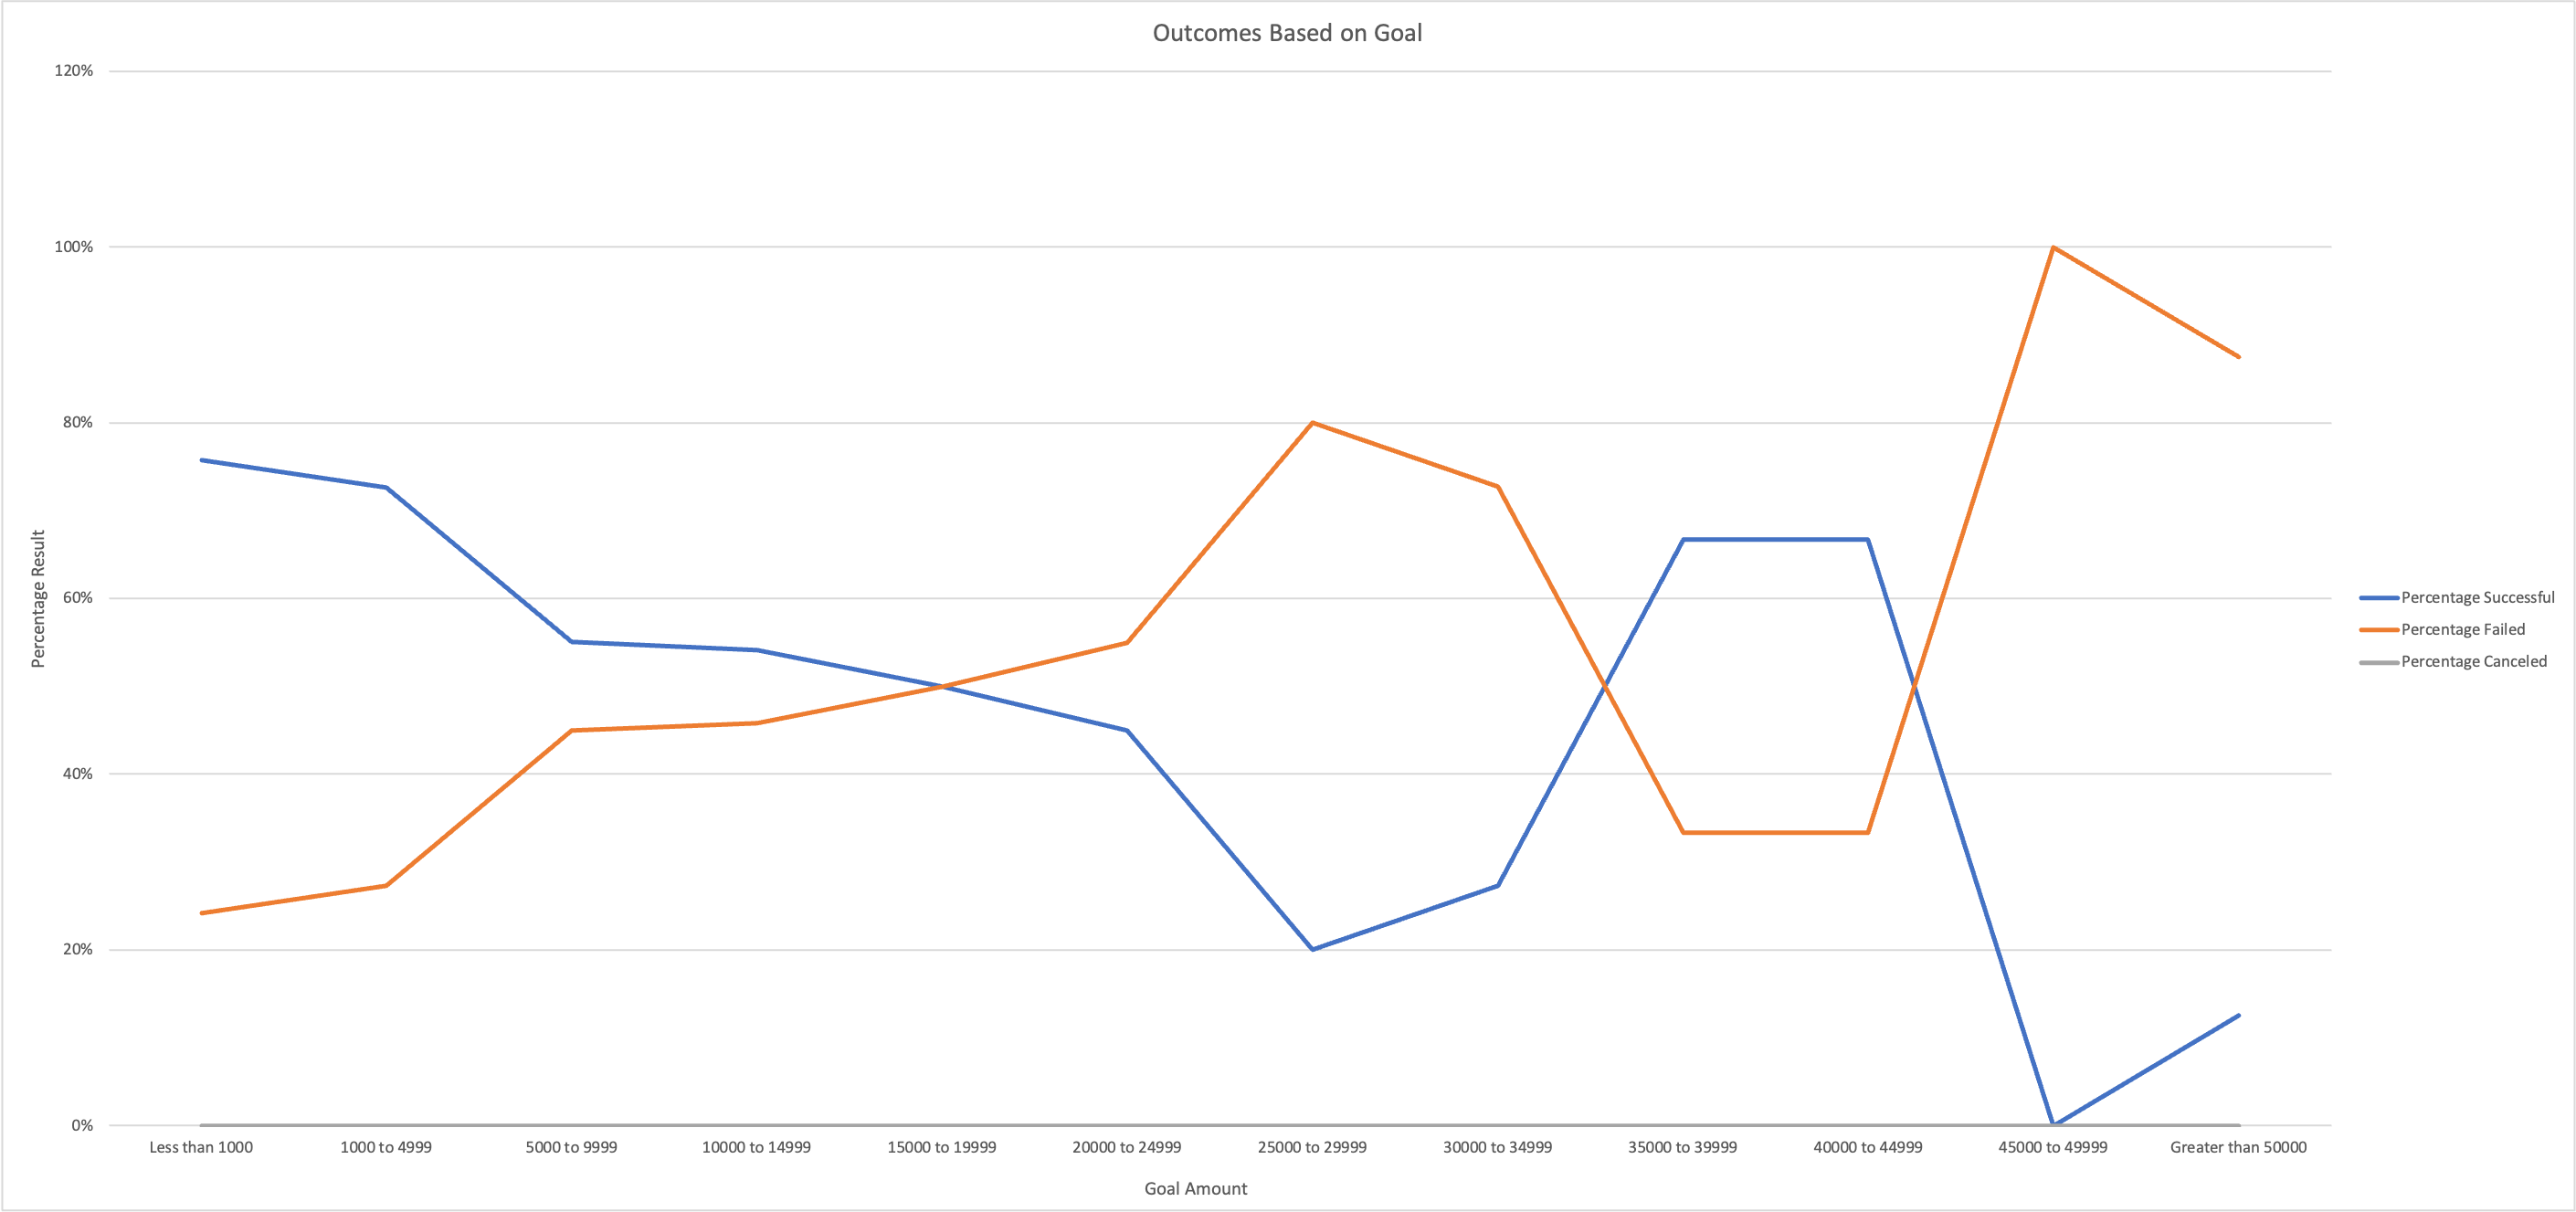 Outcomes Based on Goal
120%
100%
80%
60%
40%
20%
0%
Percentage Result
Less than 1000
1000 to 4999
5000 to 9999
10000 to 14999
15000 to 19999
20000 to 24999
25000 to 29999
30000 to 34999
35000 to 39999
40000 to 44999
45000 to 49999
Greater than 50000
Goal Amount
Percentage Successful
Percentage Failed
Percentage Canceled